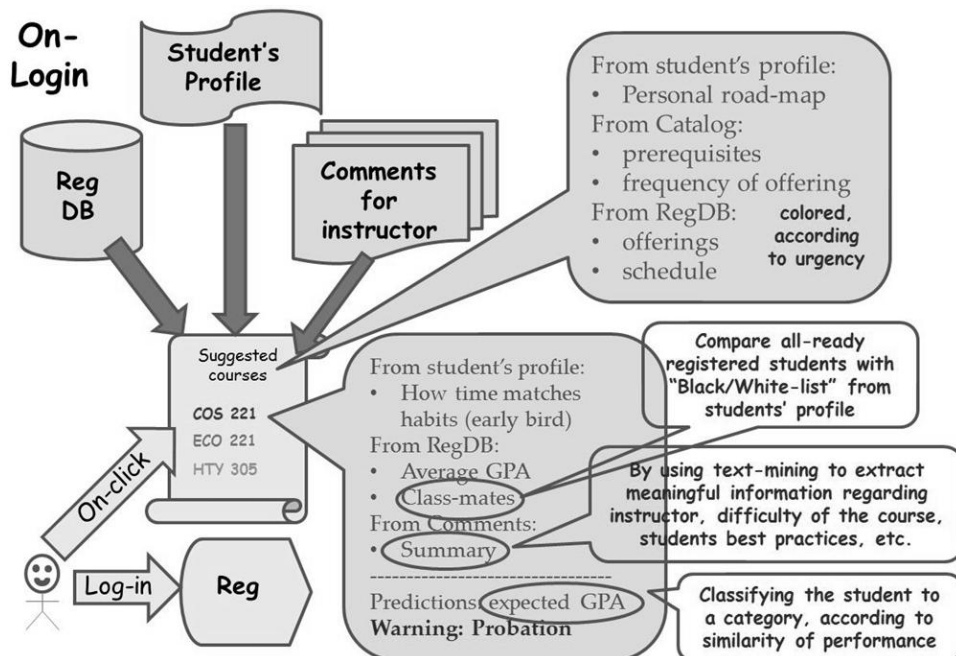 On-
Login
Student's
Profile
Reg
DB
Comments
for
instructor
From student's profile:
• Personal road-map
From Catalog:
• prerequisites
• frequency of offering
From RegDB:
• offerings
• schedule
colored,
according
to urgency
Suggested
courses
COS 221
ECO 221
HTY 305
From student's profile:
• How time matches
habits (early bird)
From RegDB:
• Average GPA
• Class-mates
From Comments:
• Summary
--------------------------------
Predictions: expected GPA
Warning: Probation
Compare all-ready
registered students with
"Black/White-list" from
students' profile
By using text-mining to extract
meaningful information regarding
instructor, difficulty of the course,
students best practices, etc.
Classifying the student to
a category, according to
similarity of performance
On-click
Log-in
Reg